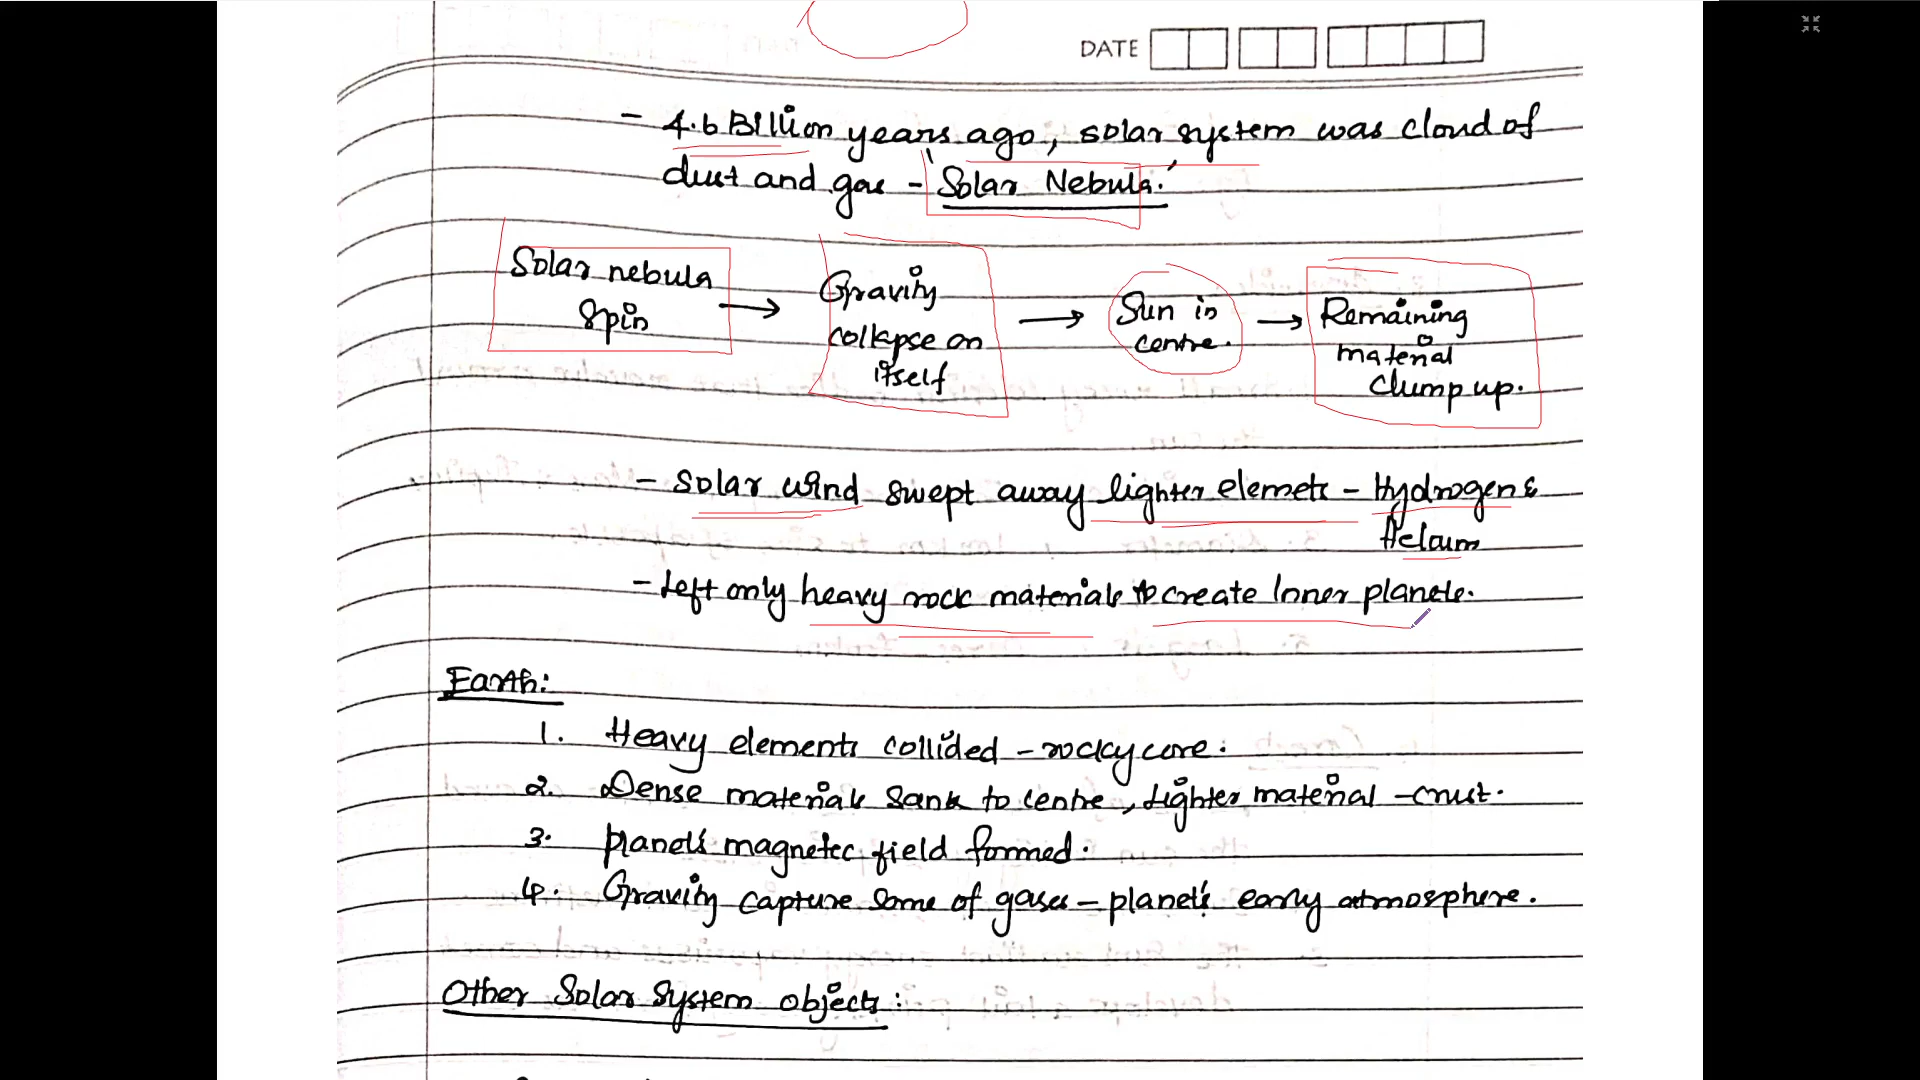 DATE
- 4.6 Billion years ago, solar system was cloud of
dust and gas - 'Solar Nebula.'
Solar nebula spin → Gravity collapse on itself → Sun in centre. → Remaining material clump up.
- Solar wind swept away lighter elemets - Hydrogen &
Helium
- Left only heavy rock materials to create Inner planets.
Earth:
1. Heavy elements collided - rocky core.
2. Dense materials sank to centre, lighter material - crust.
3. planet's magnetic field formed.
4. Gravity capture some of gases - planet's early atmosphere.
Other Solar System objects: